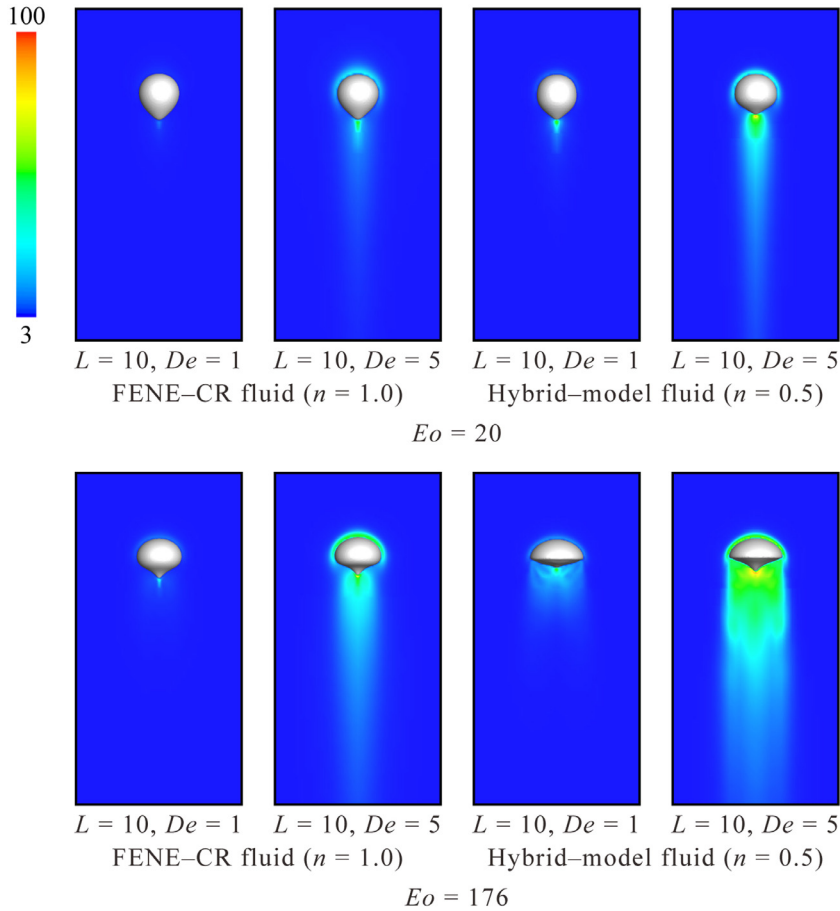 100
3
L = 10, De = 1
L = 10, De = 5
L = 10, De = 1
L = 10, De = 5
FENE–CR fluid (n = 1.0)
Hybrid–model fluid (n = 0.5)
Eo = 20
L = 10, De = 1
L = 10, De = 5
L = 10, De = 1
L = 10, De = 5
FENE–CR fluid (n = 1.0)
Hybrid–model fluid (n = 0.5)
Eo = 176